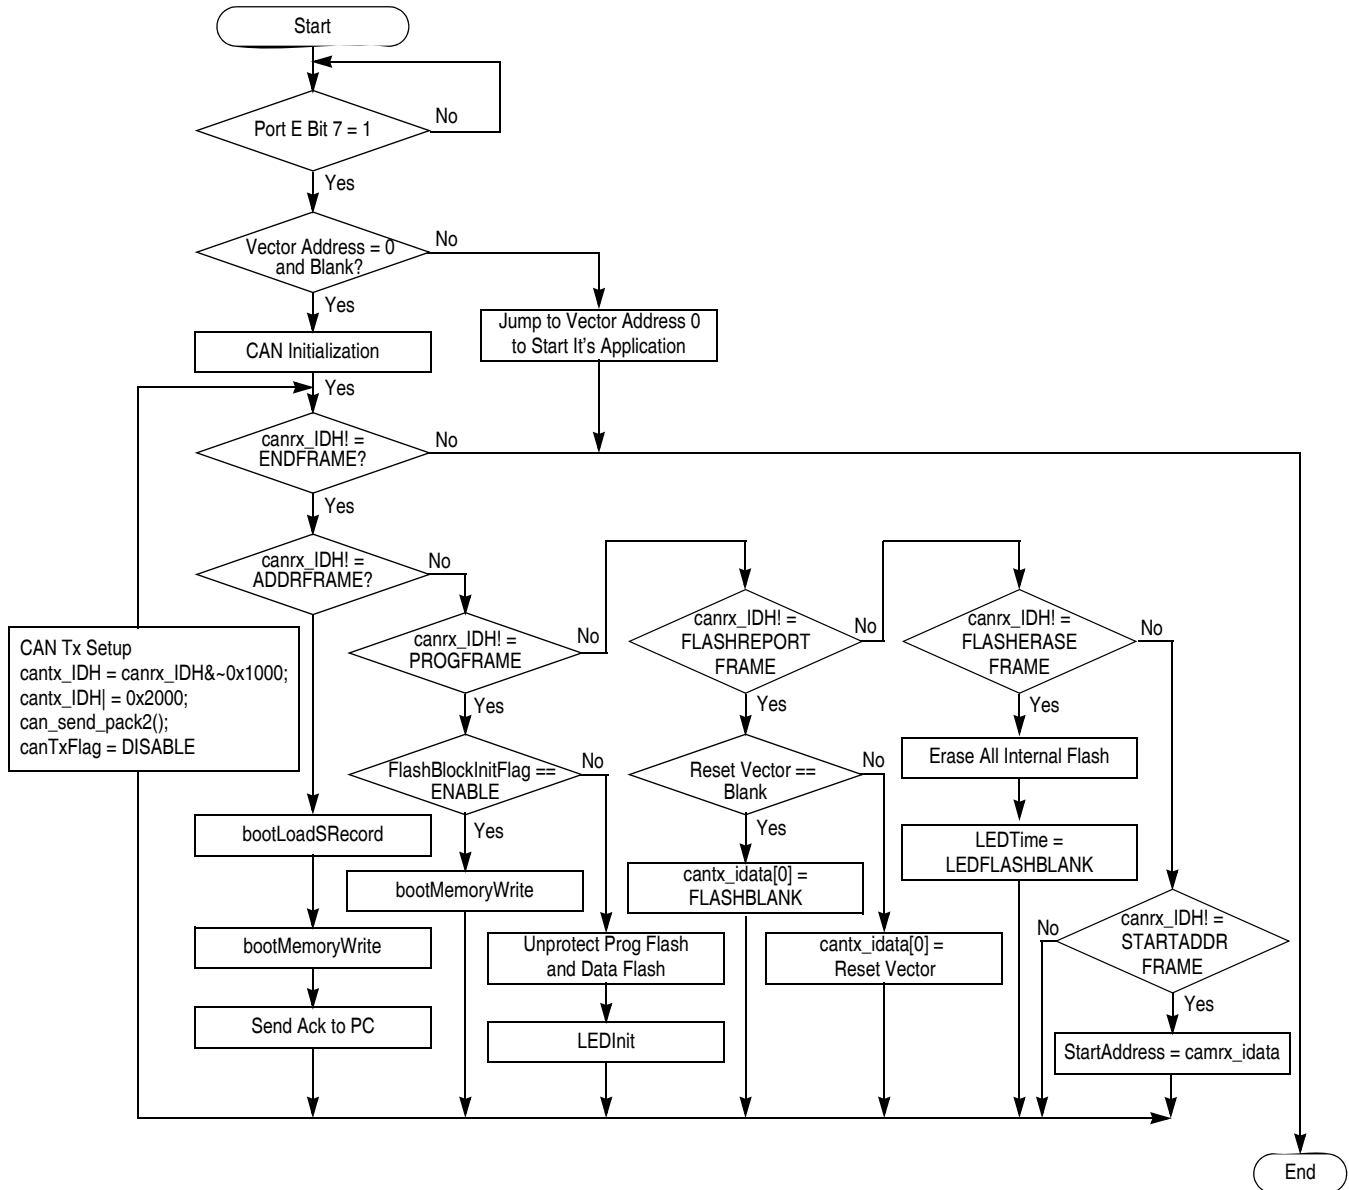 Start
Port E Bit 7 = 1
No
Yes
Vector Address = 0
and Blank?
No
Yes
Jump to Vector Address 0
to Start It's Application
CAN Initialization
Yes
canrx_IDH! =
ENDFRAME?
No
Yes
canrx_IDH! =
ADDRFRAME?
No
canrx_IDH! =
PROGFRAME
No
canrx_IDH! =
FLASHREPORT
FRAME
No
canrx_IDH! =
FLASHERASE
FRAME
No
CAN Tx Setup
cantx_IDH = canrx_IDH&~0x1000;
cantx_IDH| = 0x2000;
can_send_pack2();
canTxFlag = DISABLE
Yes
Yes
Yes
FlashBlockInitFlag ==
ENABLE
No
Reset Vector ==
Blank
No
Erase All Internal Flash
bootLoadSRecord
Yes
Yes
LEDTime =
LEDFLASHBLANK
bootMemoryWrite
cantx_idata[0] =
FLASHBLANK
bootMemoryWrite
Unprotect Prog Flash
and Data Flash
cantx_idata[0] =
Reset Vector
No
canrx_IDH! =
STARTADDR
FRAME
Yes
Send Ack to PC
LEDInit
StartAddress = camrx_idata
End